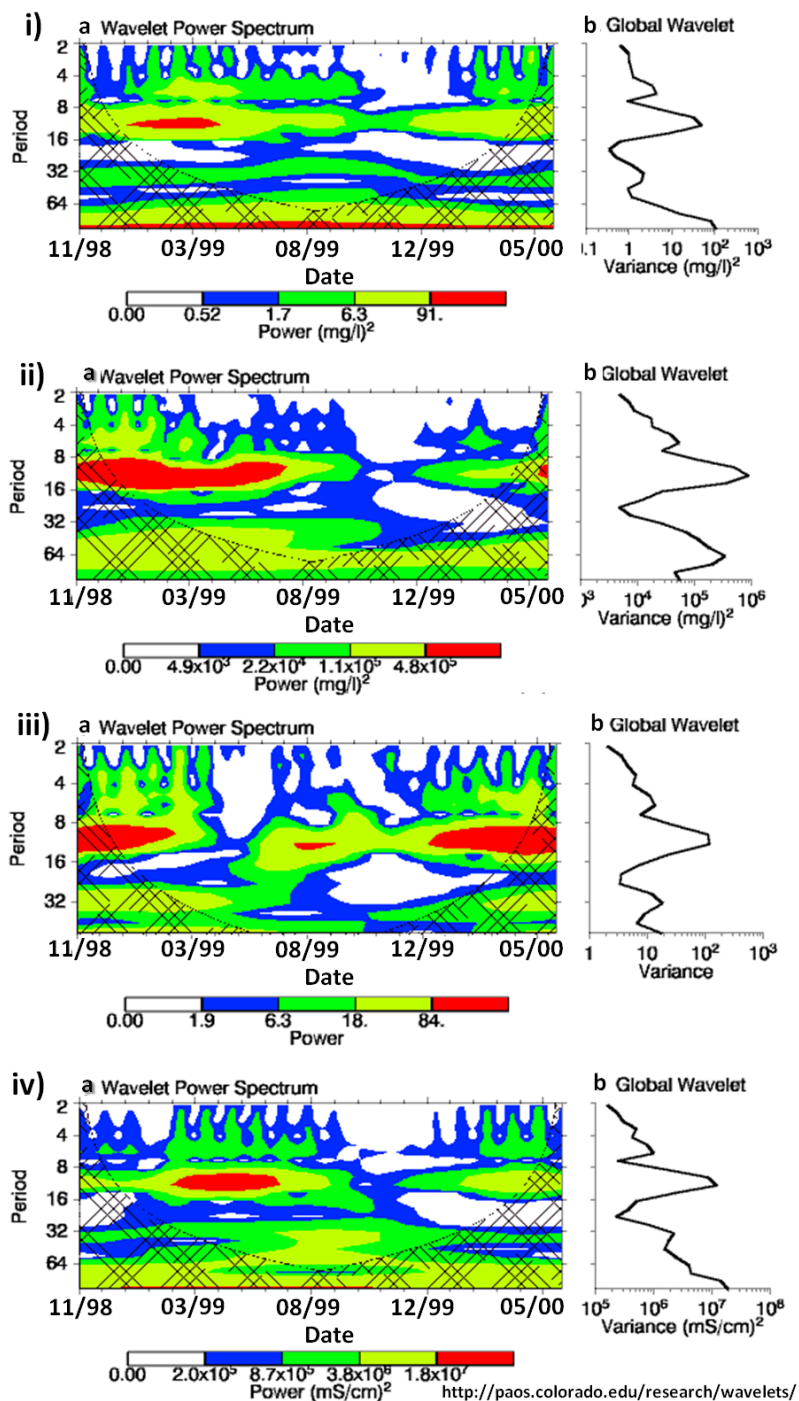 i) a Wavelet Power Spectrum b Global Wavelet
2
4
8
16
32
64
Period
11/98 03/99 08/99 12/99 05/00
Date
0.00 0.52 1.7 6.3 91.
Power (mg/l)²
0.1 1 10 10² 10³
Variance (mg/l)²
ii) a Wavelet Power Spectrum b Global Wavelet
2
4
8
16
32
64
Period
11/98 03/99 08/99 12/99 05/00
Date
0.00 4.9x10³ 2.2x10⁴ 1.1x10⁵ 4.8x10⁵
Power (mg/l)²
10³ 10⁴ 10⁵ 10⁶
Variance (mg/l)²
iii) a Wavelet Power Spectrum b Global Wavelet
2
4
8
16
32
Period
11/98 03/99 08/99 12/99 05/00
Date
0.00 1.9 6.3 18. 84.
Power
1 10 10² 10³
Variance
iv) a Wavelet Power Spectrum b Global Wavelet
2
4
8
16
32
64
Period
11/98 03/99 08/99 12/99 05/00
Date
0.00 2.0x10⁵ 8.7x10⁵ 3.8x10⁶ 1.8x10⁷
Power (mS/cm)²
10⁵ 10⁶ 10⁷ 10⁸
Variance (mS/cm)²
http://paos.colorado.edu/research/wavelets/